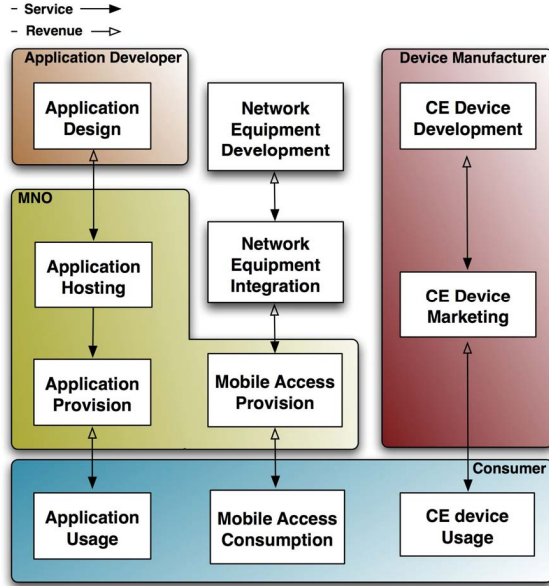 Service
Revenue
Application Developer
Application
Design
Network
Equipment
Development
Device Manufacturer
CE Device
Development
MNO
Application
Hosting
Network
Equipment
Integration
CE Device
Marketing
Application
Provision
Mobile Access
Provision
Consumer
Application
Usage
Mobile Access
Consumption
CE device
Usage